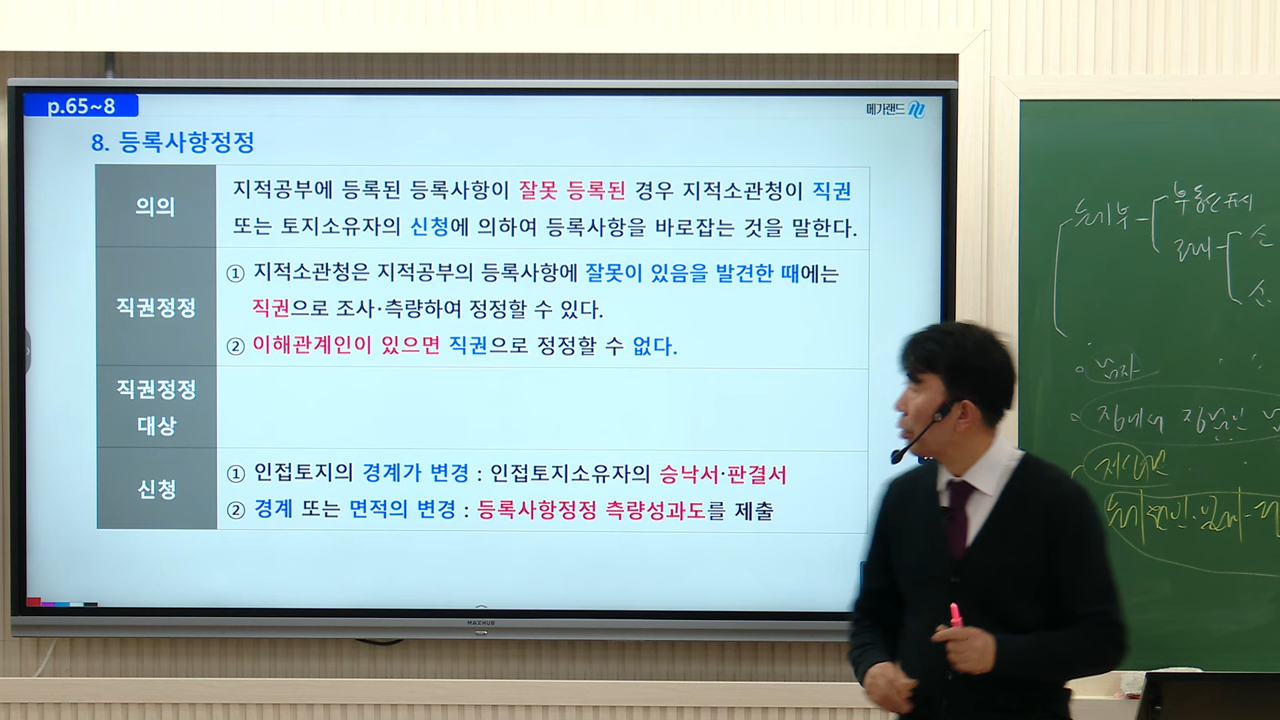 p.65~8
메가랜드
8. 등록사항정정
의의
지적공부에 등록된 등록사항이 잘못 등록된 경우 지적소관청이 직권
또는 토지소유자의 신청에 의하여 등록사항을 바로잡는 것을 말한다.
직권정정
① 지적소관청은 지적공부의 등록사항에 잘못이 있음을 발견한 때에는
직권으로 조사·측량하여 정정할 수 있다.
② 이해관계인이 있으면 직권으로 정정할 수 없다.
직권정정
대상
신청
① 인접토지의 경계가 변경 : 인접토지소유자의 승낙서·판결서
② 경계 또는 면적의 변경 : 등록사항정정 측량성과도를 제출
MAXHUB